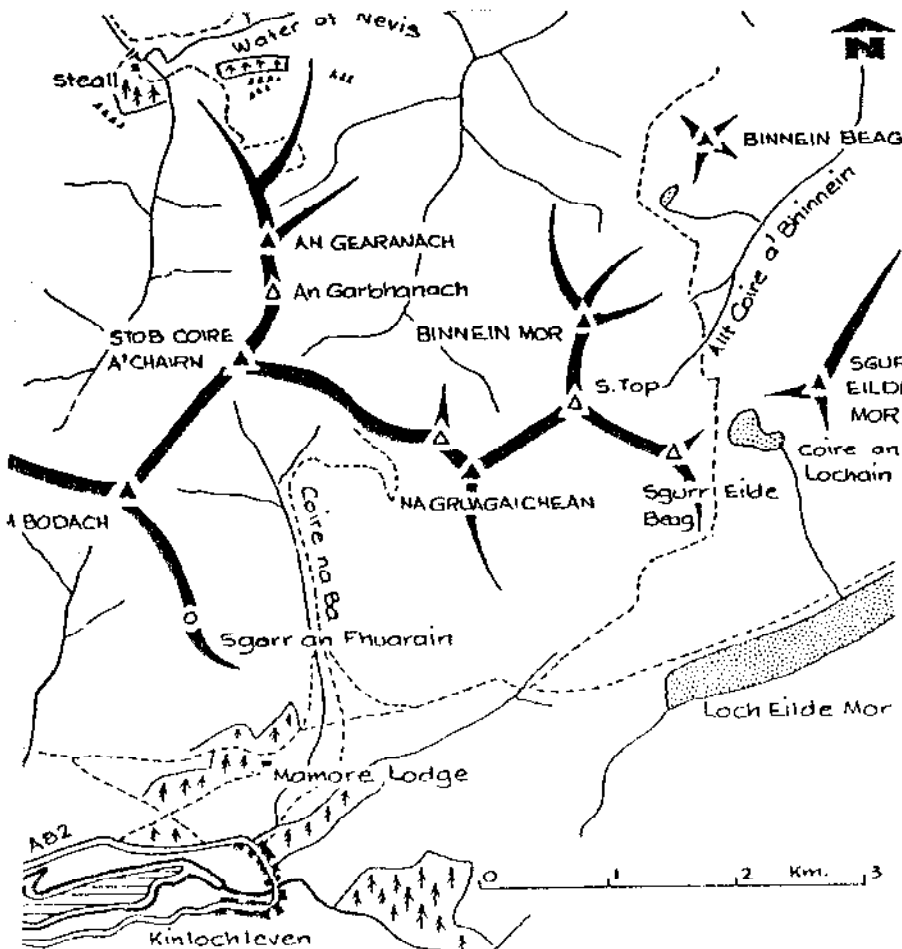 N
Water of Nevis
Steall
BINNEIN BEAG
AN GEARANACH
An Garbhanach
Allt Coire a' Bhinnein
STOB COIRE
A'CHAIRN
BINNEIN MOR
S.Top
SGUR
EILD
MOR
Coire an
Lochain
NA GRUAGAICHEAN
Sgurr Eilde
Beag
BODACH
Coire na Ba
Sgorr an Fhuarain
Loch Eilde Mor
Mamore Lodge
A82
0 1 2 Km. 3
Kinlochleven